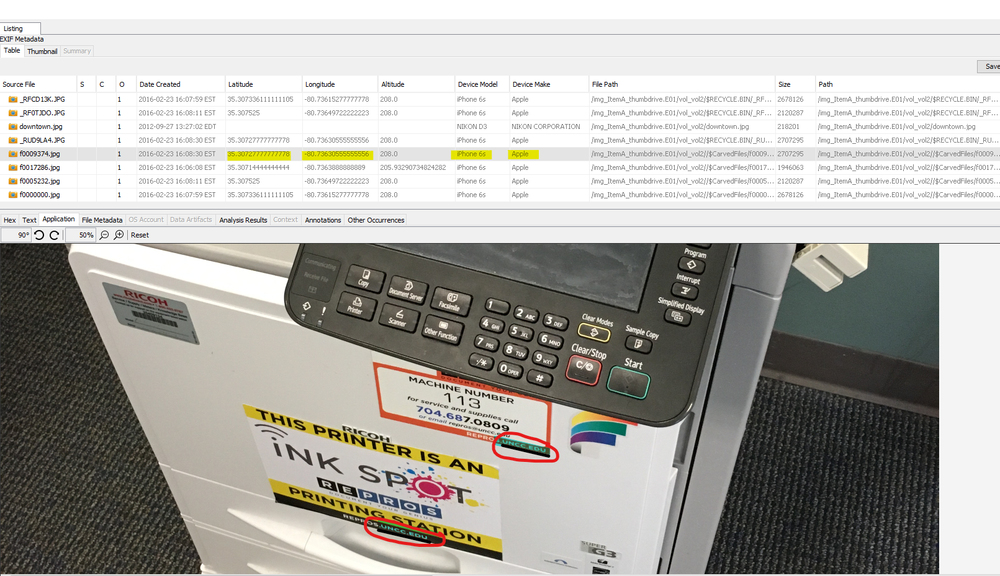 Listing
EXIF Metadata
Table Thumbnail Summary
Save
Source File S C O Date Created Latitude Longitude Altitude Device Model Device Make File Path Size Path
_RFCD13K.JPG 1 2016-02-23 16:07:59 EST 35.307336111111105 -80.73615277777778 208.0 iPhone 6s Apple /img_ItemA_thumbdrive.E01/vol_vol2/$RECYCLE.BIN/_RF... 2678126 /img_ItemA_thumbdrive.E01/vol_vol2/$RECYCLE.BIN/_RF...
_RF0TJDO.JPG 1 2016-02-23 16:08:11 EST 35.307525 -80.73649722222223 208.0 iPhone 6s Apple /img_ItemA_thumbdrive.E01/vol_vol2/$RECYCLE.BIN/_RF... 2120287 /img_ItemA_thumbdrive.E01/vol_vol2/$RECYCLE.BIN/_RF...
downtown.jpg 1 2012-09-27 13:27:02 EDT NIKON D3 NIKON CORPORATION /img_ItemA_thumbdrive.E01/vol_vol2/downtown.jpg 218201 /img_ItemA_thumbdrive.E01/vol_vol2/downtown.jpg
_RUD9LA4.JPG 1 2016-02-23 16:08:30 EST 35.30727777777778 -80.73630555555556 208.0 iPhone 6s Apple /img_ItemA_thumbdrive.E01/vol_vol2/$RECYCLE.BIN/_RU... 2707295 /img_ItemA_thumbdrive.E01/vol_vol2/$RECYCLE.BIN/_RU...
f0009374.jpg 1 2016-02-23 16:08:30 EST 35.30727777777778 -80.73630555555556 208.0 iPhone 6s Apple /img_ItemA_thumbdrive.E01/vol_vol2//$CarvedFiles/f0009... 2707295 /img_ItemA_thumbdrive.E01/vol_vol2//$CarvedFiles/f0009...
f0017286.jpg 1 2016-02-23 16:06:08 EST 35.30714444444444 -80.7363888888889 205.93290734824282 iPhone 6s Apple /img_ItemA_thumbdrive.E01/vol_vol2//$CarvedFiles/f0017... 1946063 /img_ItemA_thumbdrive.E01/vol_vol2//$CarvedFiles/f0017...
f0005232.jpg 1 2016-02-23 16:08:11 EST 35.307525 -80.73649722222223 208.0 iPhone 6s Apple /img_ItemA_thumbdrive.E01/vol_vol2//$CarvedFiles/f0005... 2120287 /img_ItemA_thumbdrive.E01/vol_vol2//$CarvedFiles/f0005...
f0000000.jpg 1 2016-02-23 16:07:59 EST 35.307336111111105 -80.73615277777778 208.0 iPhone 6s Apple /img_ItemA_thumbdrive.E01/vol_vol2//$CarvedFiles/f0000... 2678126 /img_ItemA_thumbdrive.E01/vol_vol2//$CarvedFiles/f0000...
Hex Text Application File Metadata OS Account Data Artifacts Analysis Results Context Annotations Other Occurrences
90° 50% Reset
Communicating
Receive File
Copy
Document Server
Facsimile
Printer
Scanner
Other Function
!
1
2 ABC
3 DEF
4 GHI
5 JKL
6 MNO
7 PRS
8 TUV
9 WXY
·/*
0 OPER
#
Program
Interrupt
Simplified Display
Clear Modes
Sample Copy
Clear/Stop
C/
Start
RICOH
DOCUMENT YOUR
MACHINE NUMBER
113
for service and supplies call
704.687.0809
or email repros@uncc.edu
REPROS.UNCC.EDU
RICOH
THIS PRINTER IS AN
iNK SPOT
REPROS
DOCUMENT YOUR GENIUS
PRINTING STATION
REPROS.UNCC.EDU
SUPER
G3